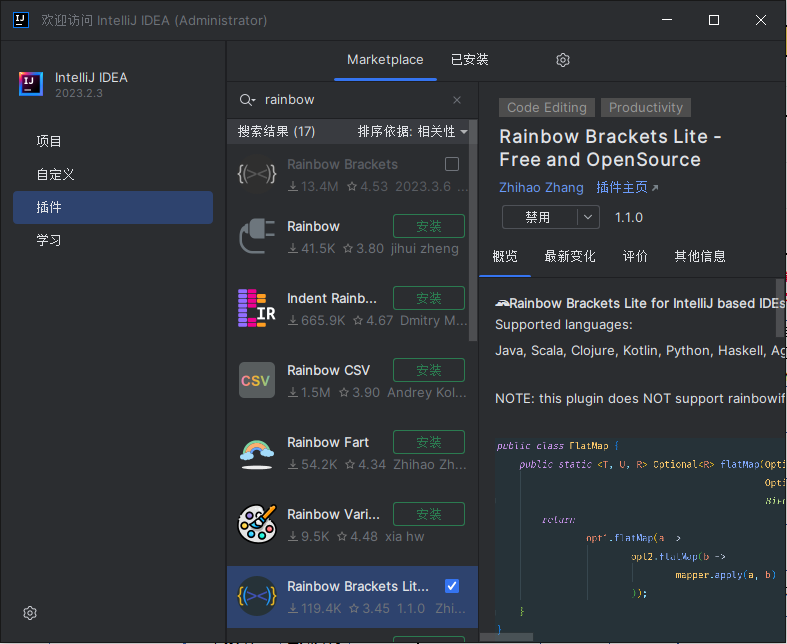 欢迎访问 IntelliJ IDEA (Administrator)
IntelliJ IDEA
2023.2.3
项目
自定义
插件
学习
Marketplace
已安装
rainbow
搜索结果 (17)
排序依据: 相关性
Rainbow Brackets
13.4M 4.53 2023.3.6 ...
Rainbow
安装
41.5K 3.80 jihui zheng
Indent Rainb...
安装
665.9K 4.67 Dmitry M...
IR
Rainbow CSV
安装
1.5M 3.90 Andrey Kol...
CSV
Rainbow Fart
安装
54.2K 4.34 Zhihao Zh...
Rainbow Vari...
安装
9.5K 4.48 xia hw
Rainbow Brackets Lit...
119.4K 3.45 1.1.0 Zhi...
Code Editing
Productivity
Rainbow Brackets Lite -
Free and OpenSource
Zhihao Zhang 插件主页
禁用
1.1.0
概览
最新变化
评价
其他信息
Rainbow Brackets Lite for IntelliJ based IDEs
Supported languages:
Java, Scala, Clojure, Kotlin, Python, Haskell, Ag
NOTE: this plugin does NOT support rainbowif
public class FlatMap {
public static <T, U, R> Optional<R> flatMap(Opti
Opti
return
opt1.flatMap(a ->
opt2.flatMap(b ->
mapper.apply(a, b)
));
}
}